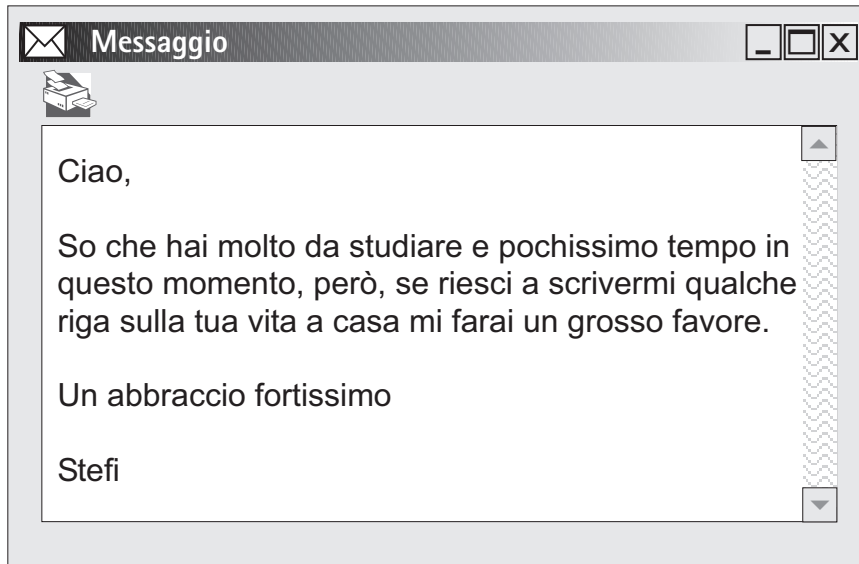 Messaggio
Ciao,
So che hai molto da studiare e pochissimo tempo in
questo momento, però, se riesci a scrivermi qualche
riga sulla tua vita a casa mi farai un grosso favore.
Un abbraccio fortissimo
Stefi